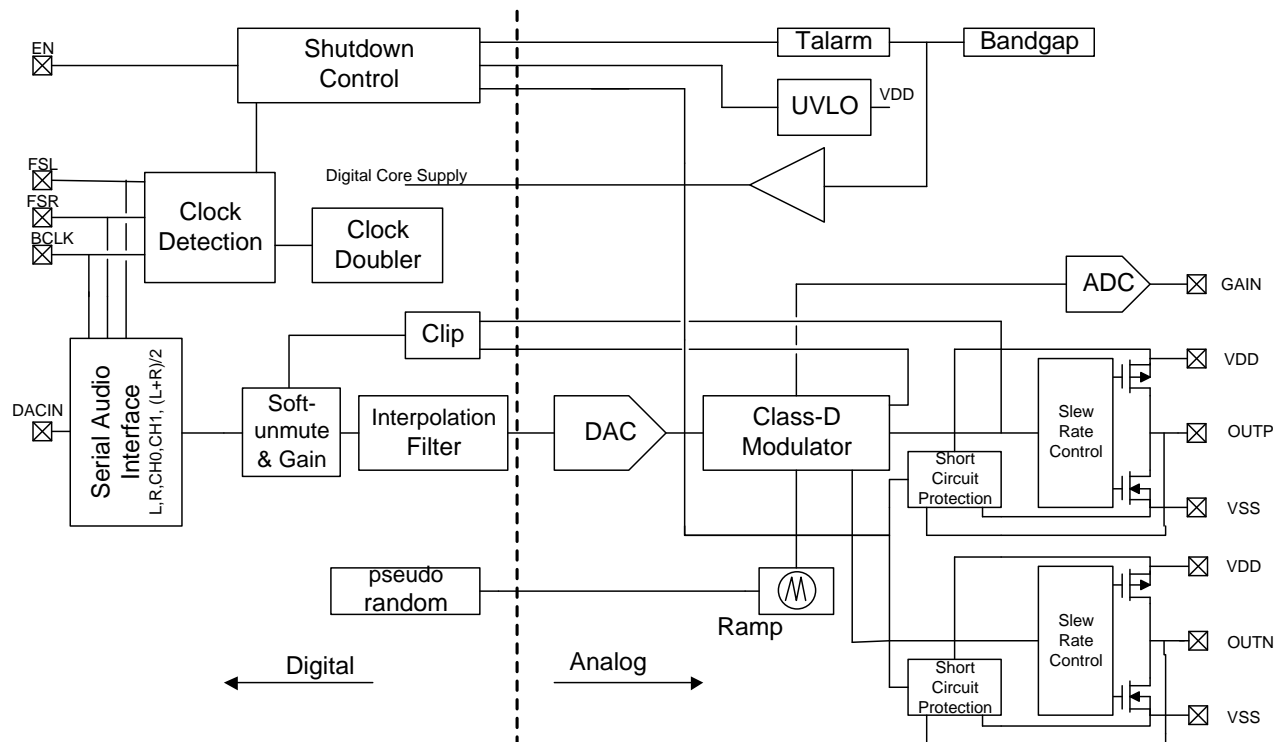 EN
Shutdown
Control
Talarm
Bandgap
UVLO
VDD
FSL
FSR
BCLK
Clock
Detection
Clock
Doubler
Digital Core Supply
ADC
GAIN
Clip
DACIN
Serial Audio
Interface
L,R,CH0,CH1, (L+R)/2
Soft-
unmute
& Gain
Interpolation
Filter
DAC
Class-D
Modulator
Short
Circuit
Protection
Slew
Rate
Control
VDD
OUTP
VSS
pseudo
random
Ramp
Short
Circuit
Protection
Slew
Rate
Control
VDD
OUTN
VSS
Digital
Analog